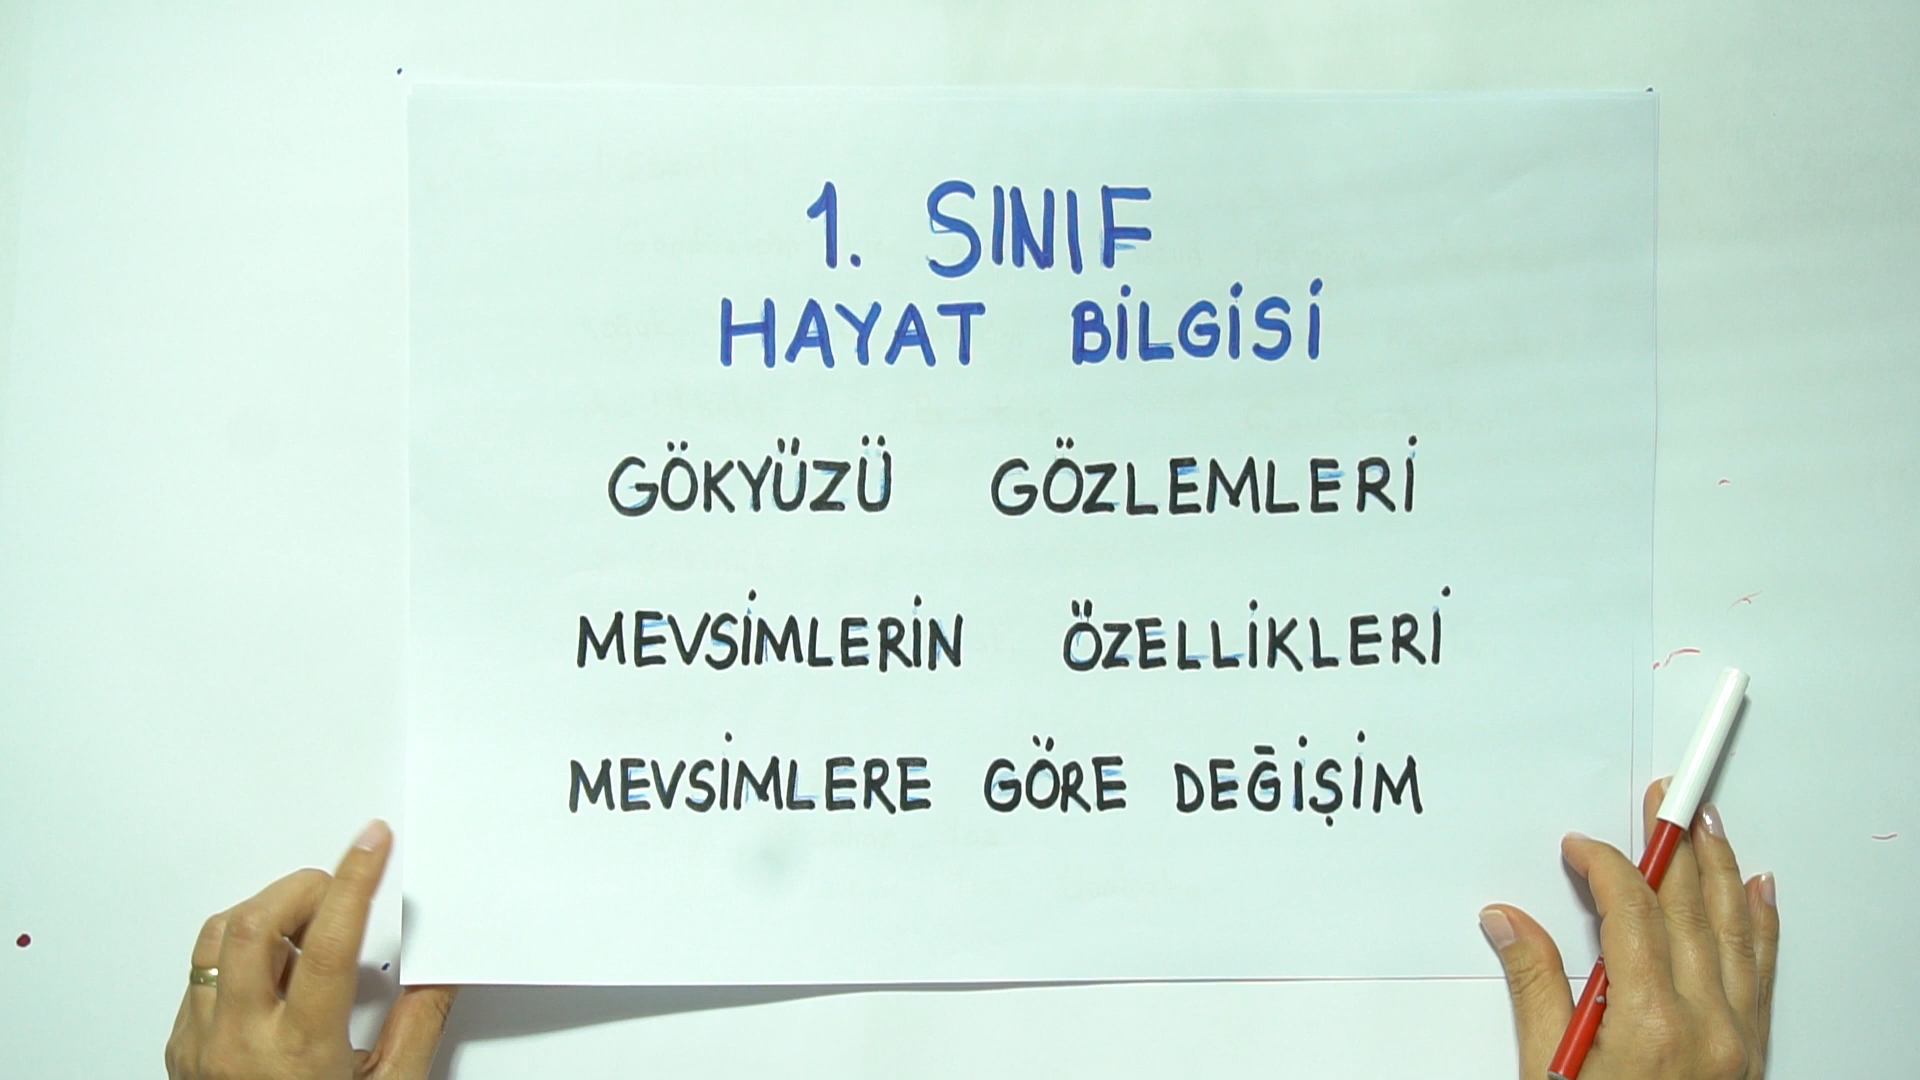 1. SINIF
HAYAT BİLGİSİ
GÖKYÜZÜ GÖZLEMLERİ
MEVSİMLERİN ÖZELLİKLERİ
MEVSİMLERE GÖRE DEĞİŞİM